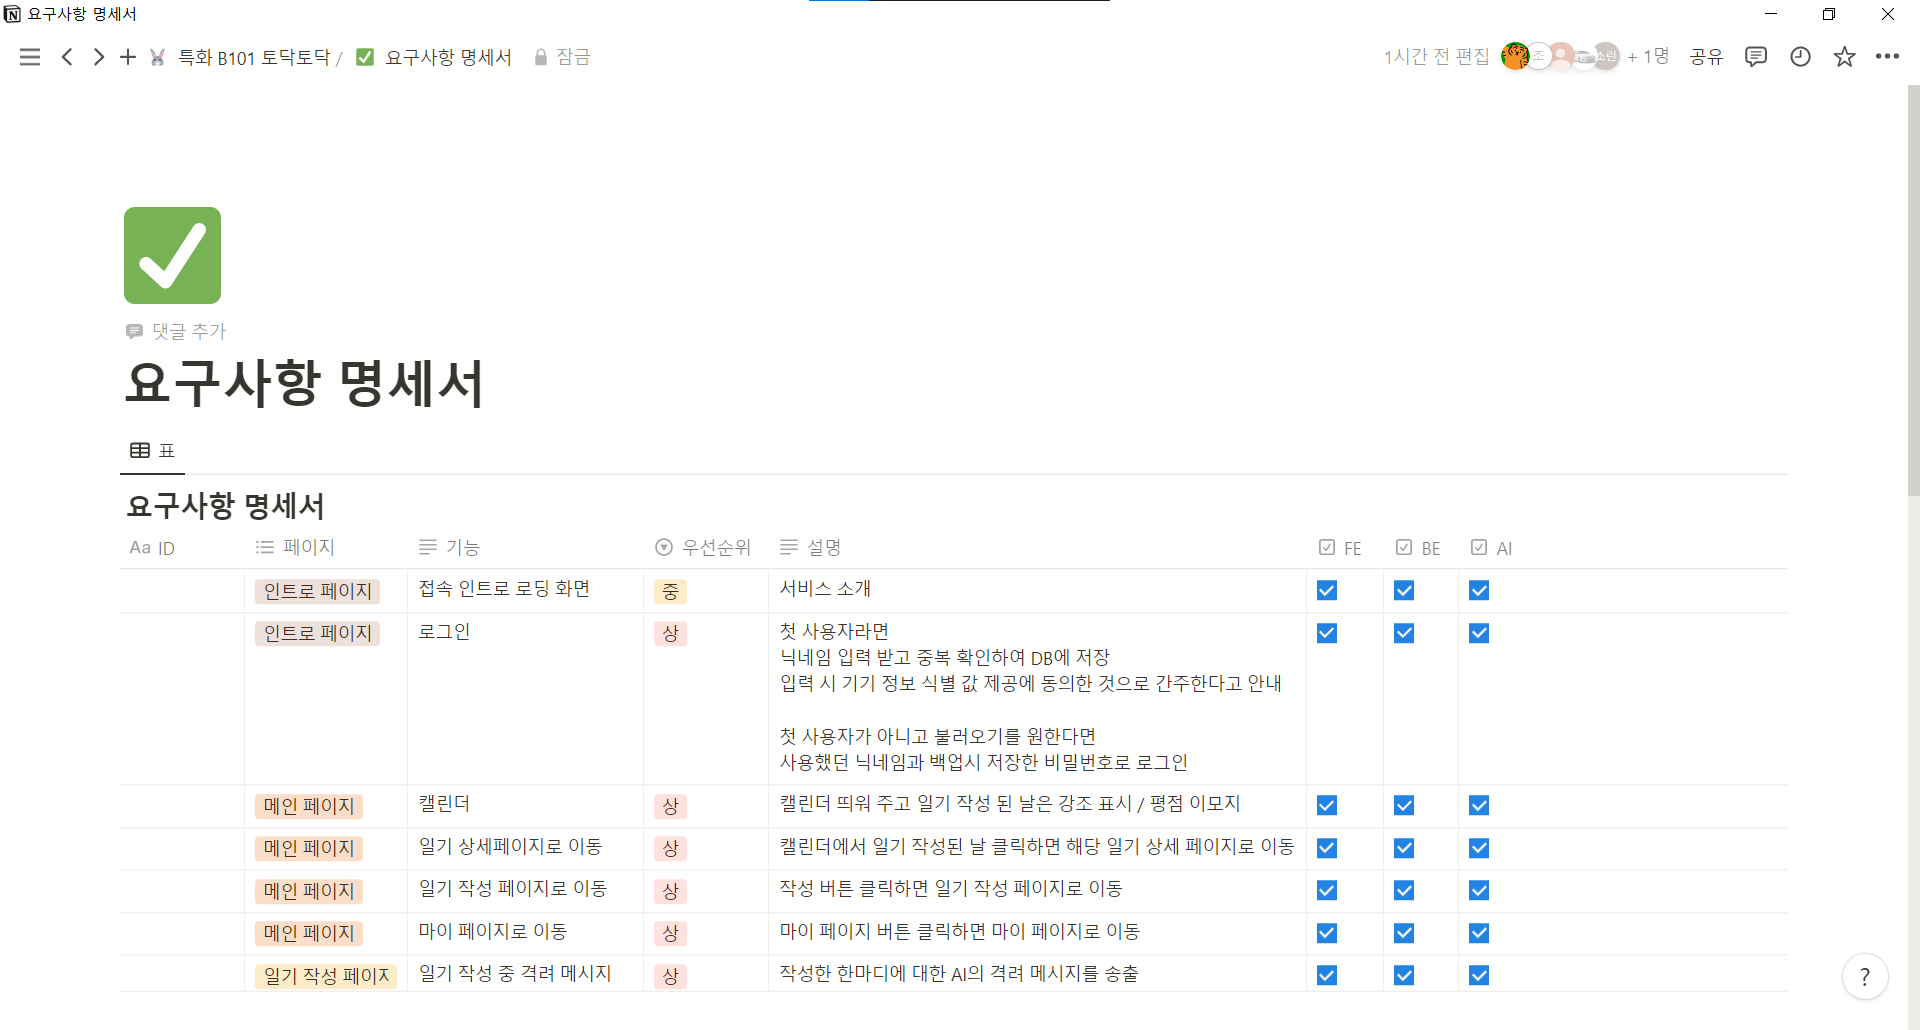 요구사항 명세서
특화 B101 토닥토닥 / 요구사항 명세서 잠금
1시간 전 편집 조 소린 + 1명 공유
댓글 추가
요구사항 명세서
표
요구사항 명세서
Aa ID 페이지 기능 우선순위 설명 FE BE AI
인트로 페이지 접속 인트로 로딩 화면 중 서비스 소개
인트로 페이지 로그인 상 첫 사용자라면
닉네임 입력 받고 중복 확인하여 DB에 저장
입력 시 기기 정보 식별 값 제공에 동의한 것으로 간주한다고 안내
첫 사용자가 아니고 불러오기를 원한다면
사용했던 닉네임과 백업시 저장한 비밀번호로 로그인
메인 페이지 캘린더 상 캘린더 띄워 주고 일기 작성 된 날은 강조 표시 / 평점 이모지
메인 페이지 일기 상세페이지로 이동 상 캘린더에서 일기 작성된 날 클릭하면 해당 일기 상세 페이지로 이동
메인 페이지 일기 작성 페이지로 이동 상 작성 버튼 클릭하면 일기 작성 페이지로 이동
메인 페이지 마이 페이지로 이동 상 마이 페이지 버튼 클릭하면 마이 페이지로 이동
일기 작성 페이지 일기 작성 중 격려 메시지 상 작성한 한마디에 대한 AI의 격려 메시지를 송출
?